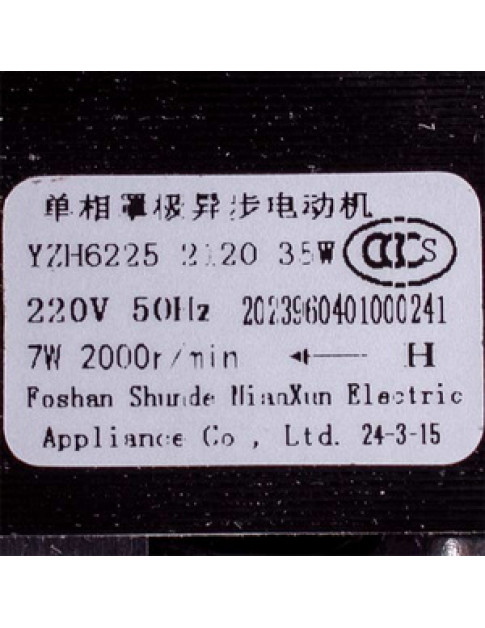 单相罩极异步电动机
YZH6225 2120 35W CCC S
220V 50Hz 2023960401000241
7W 2000r/min H
Foshan Shunde NianXun Electric
Appliance Co , Ltd. 24-3-15